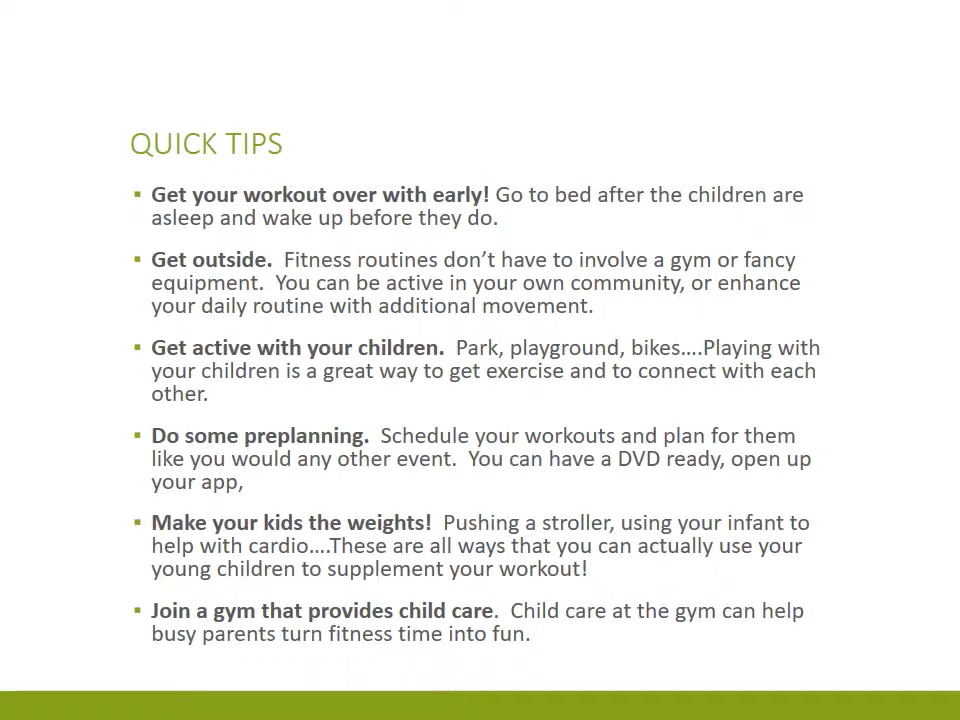 QUICK TIPS
▪ Get your workout over with early! Go to bed after the children are
asleep and wake up before they do.
▪ Get outside.  Fitness routines don’t have to involve a gym or fancy
equipment.  You can be active in your own community, or enhance
your daily routine with additional movement.
▪ Get active with your children.  Park, playground, bikes….Playing with
your children is a great way to get exercise and to connect with each
other.
▪ Do some preplanning.  Schedule your workouts and plan for them
like you would any other event.  You can have a DVD ready, open up
your app,
▪ Make your kids the weights!  Pushing a stroller, using your infant to
help with cardio….These are all ways that you can actually use your
young children to supplement your workout!
▪ Join a gym that provides child care.  Child care at the gym can help
busy parents turn fitness time into fun.